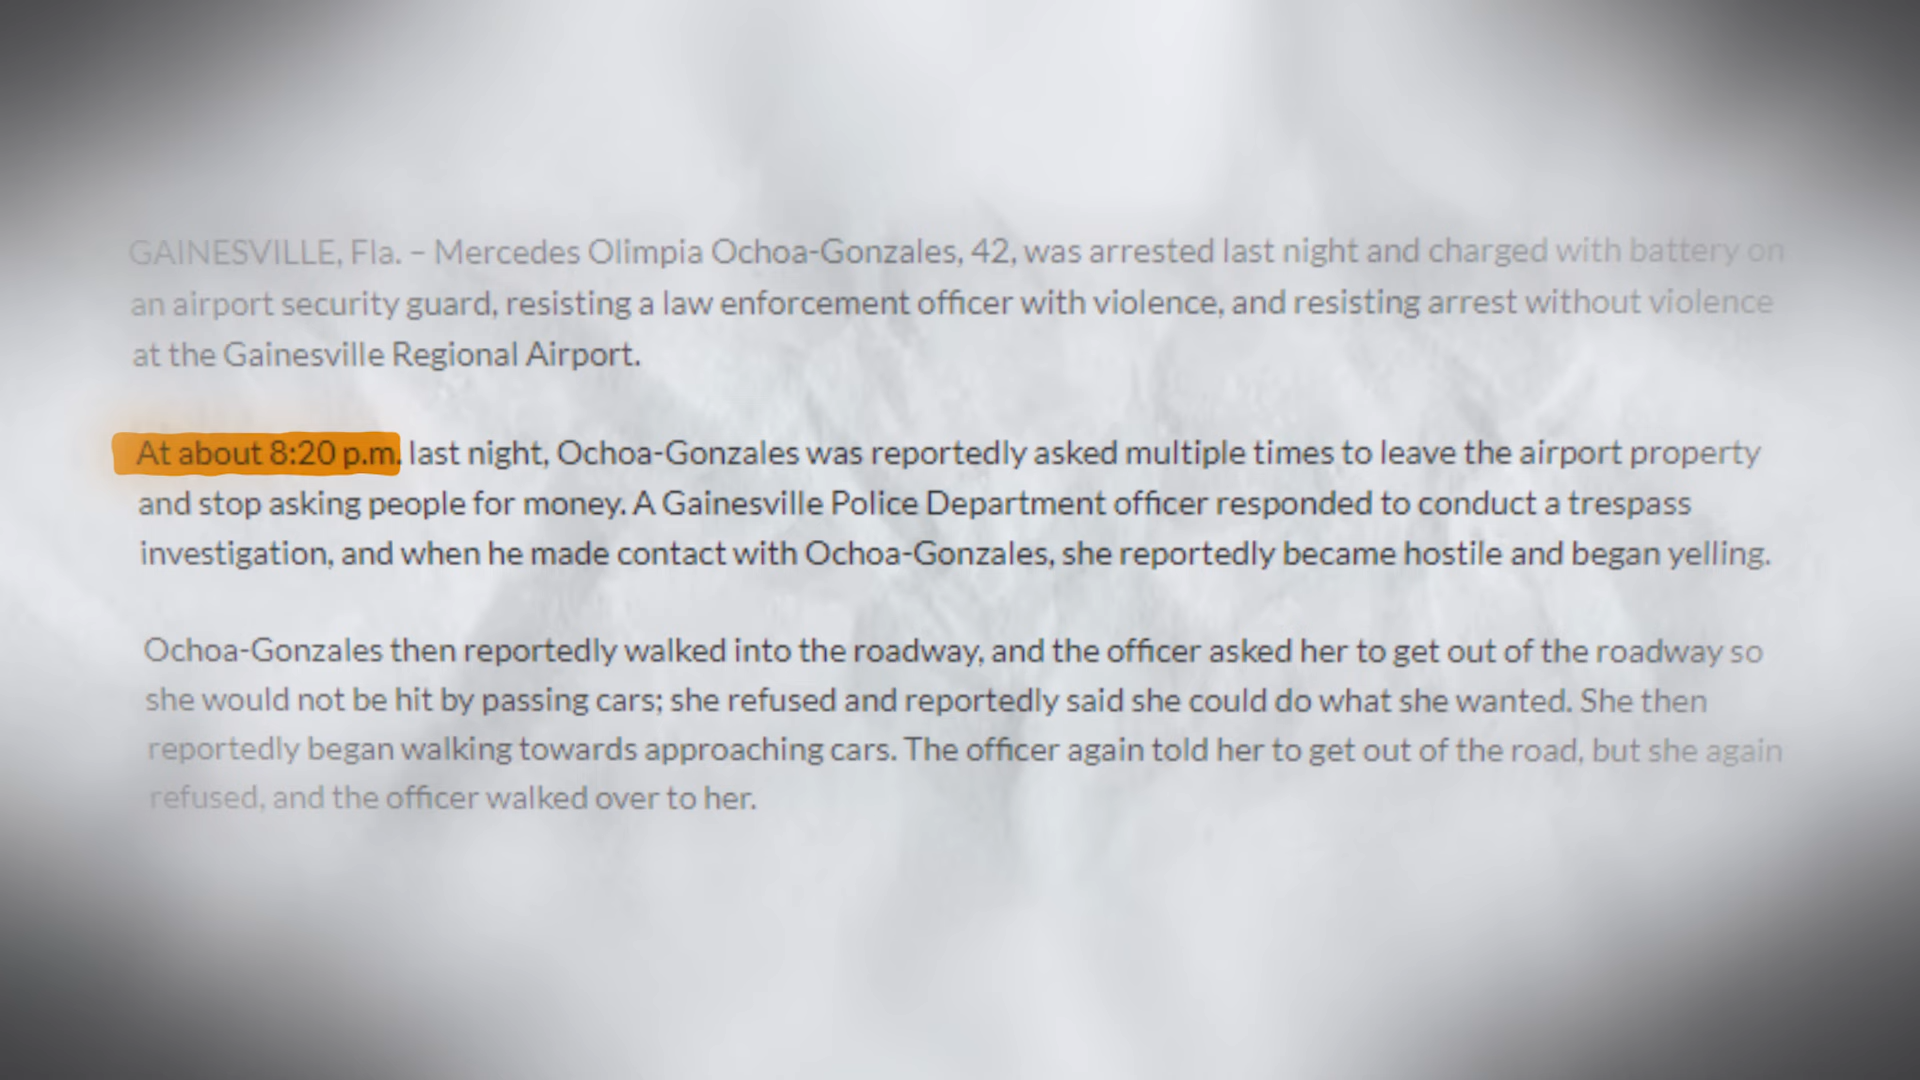 GAINESVILLE, Fla. – Mercedes Olimpia Ochoa-Gonzales, 42, was arrested last night and charged with battery on
an airport security guard, resisting a law enforcement officer with violence, and resisting arrest without violence
at the Gainesville Regional Airport.
At about 8:20 p.m. last night, Ochoa-Gonzales was reportedly asked multiple times to leave the airport property
and stop asking people for money. A Gainesville Police Department officer responded to conduct a trespass
investigation, and when he made contact with Ochoa-Gonzales, she reportedly became hostile and began yelling.
Ochoa-Gonzales then reportedly walked into the roadway, and the officer asked her to get out of the roadway so
she would not be hit by passing cars; she refused and reportedly said she could do what she wanted. She then
reportedly began walking towards approaching cars. The officer again told her to get out of the road, but she again
refused, and the officer walked over to her.